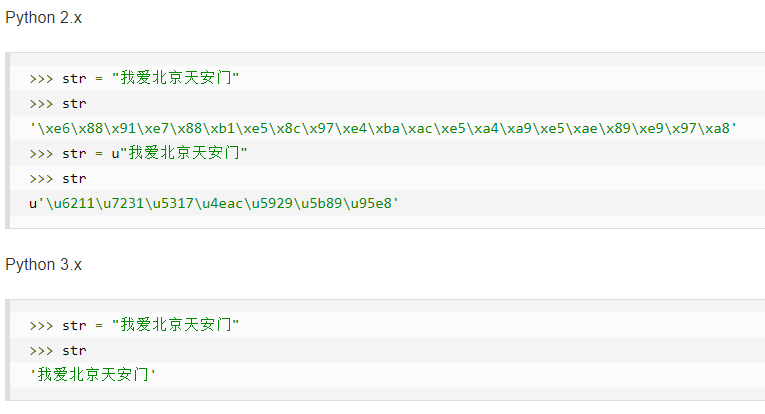 Python 2.x
>>> str = "我爱北京天安门"
>>> str
'\xe6\x88\x91\xe7\x88\xb1\xe5\x8c\x97\xe4\xba\xac\xe5\xa4\xa9\xe5\xae\x89\xe9\x97\xa8'
>>> str = u"我爱北京天安门"
>>> str
u'\u6211\u7231\u5317\u4eac\u5929\u5b89\u95e8'
Python 3.x
>>> str = "我爱北京天安门"
>>> str
'我爱北京天安门'